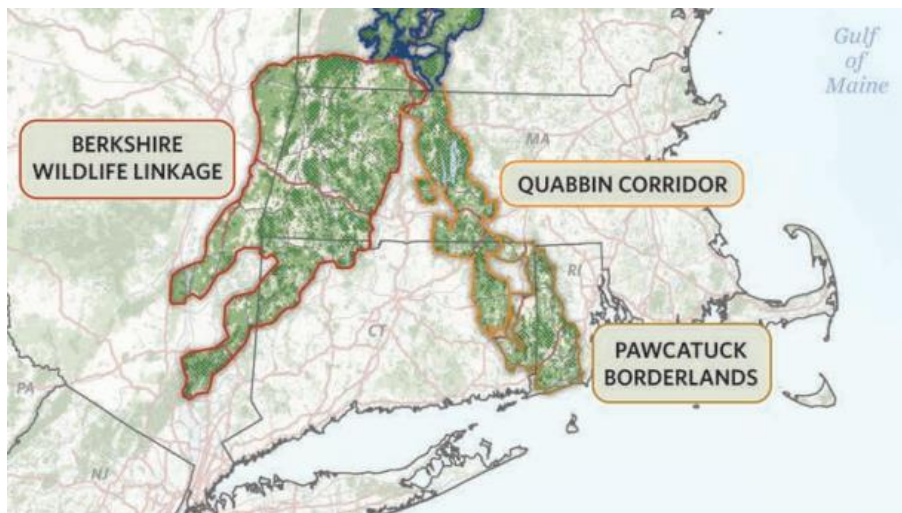 Gulf
of
Maine
BERKSHIRE
WILDLIFE LINKAGE
MA
QUABBIN CORRIDOR
RI
CT
PAWCATUCK
BORDERLANDS
PA
NJ